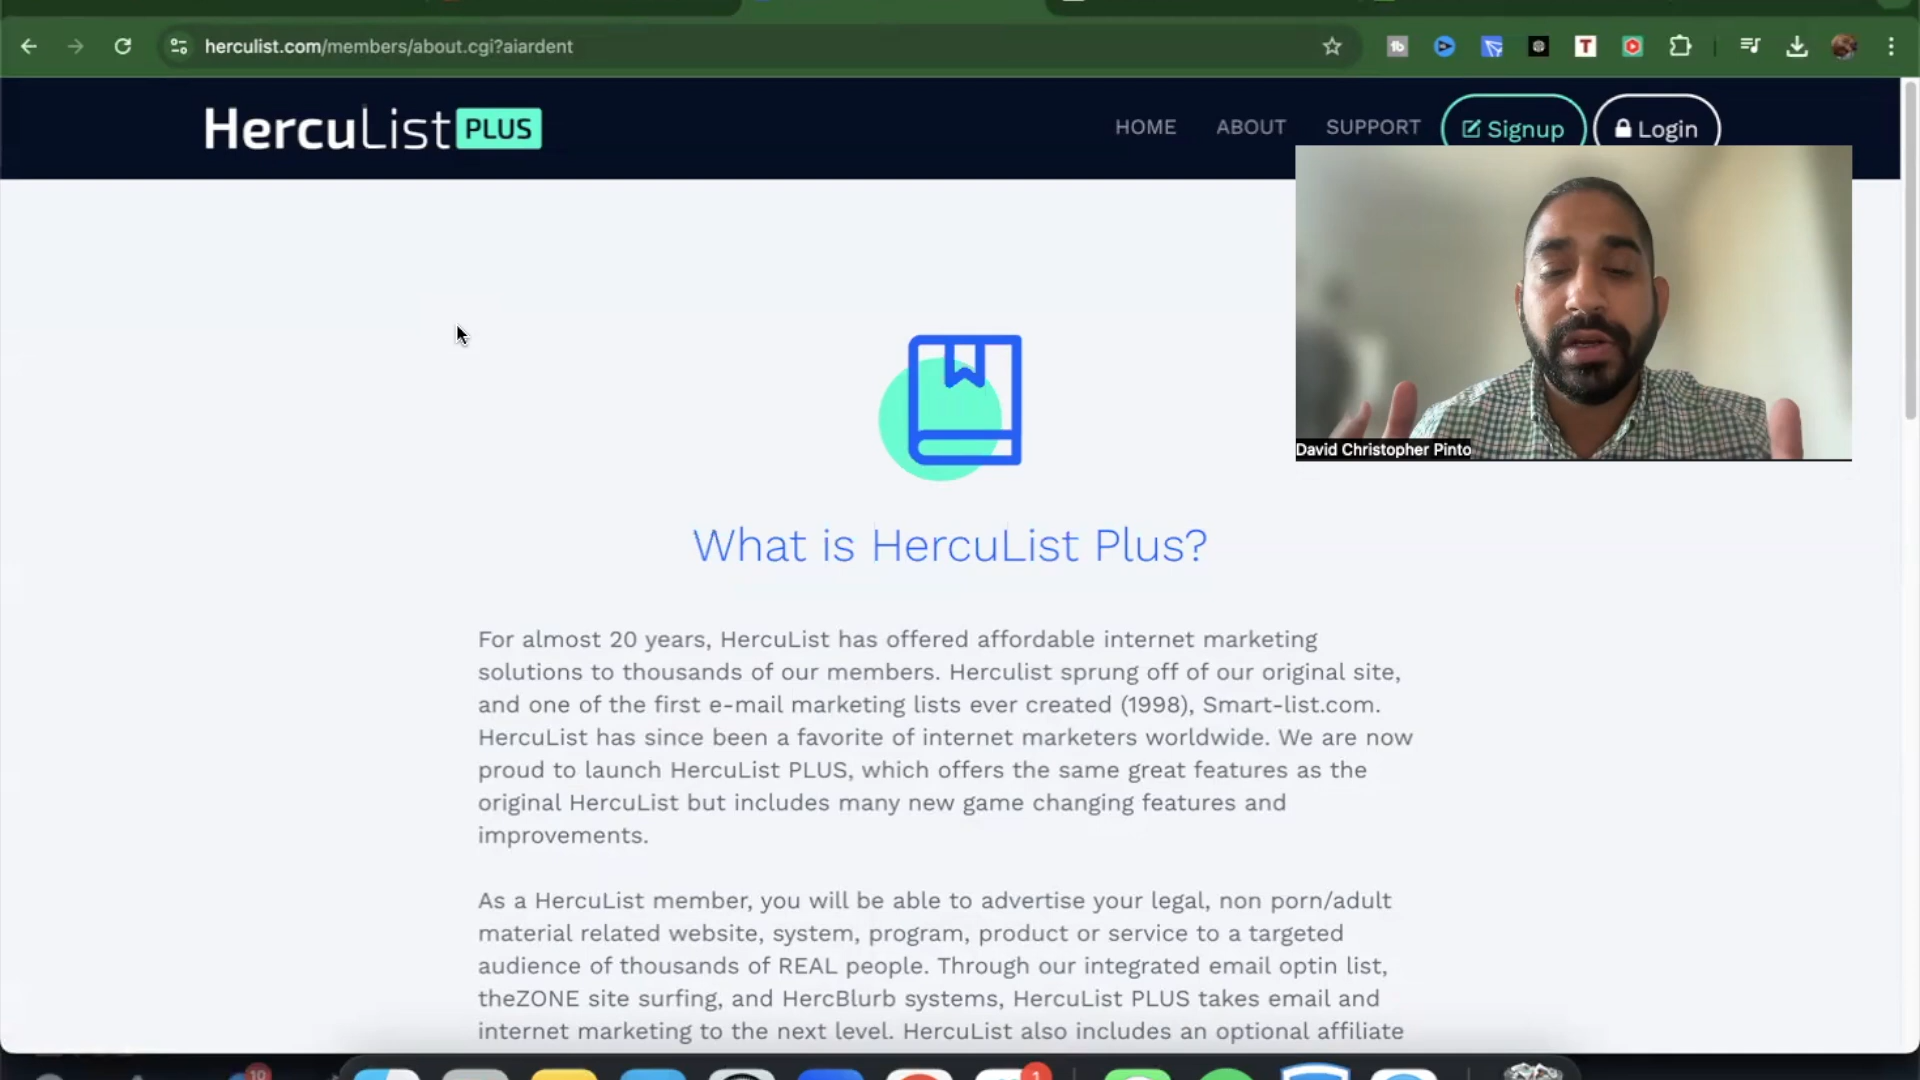 herculist.com/members/about.cgi?aiardent
HercuList PLUS
HOME
ABOUT
SUPPORT
Signup
Login
David Christopher Pinto
What is HercuList Plus?
For almost 20 years, HercuList has offered affordable internet marketing
solutions to thousands of our members. Herculist sprung off of our original site,
and one of the first e-mail marketing lists ever created (1998), Smart-list.com.
HercuList has since been a favorite of internet marketers worldwide. We are now
proud to launch HercuList PLUS, which offers the same great features as the
original HercuList but includes many new game changing features and
improvements.
As a HercuList member, you will be able to advertise your legal, non porn/adult
material related website, system, program, product or service to a targeted
audience of thousands of REAL people. Through our integrated email optin list,
theZONE site surfing, and HercBlurb systems, HercuList PLUS takes email and
internet marketing to the next level. HercuList also includes an optional affiliate
10
1